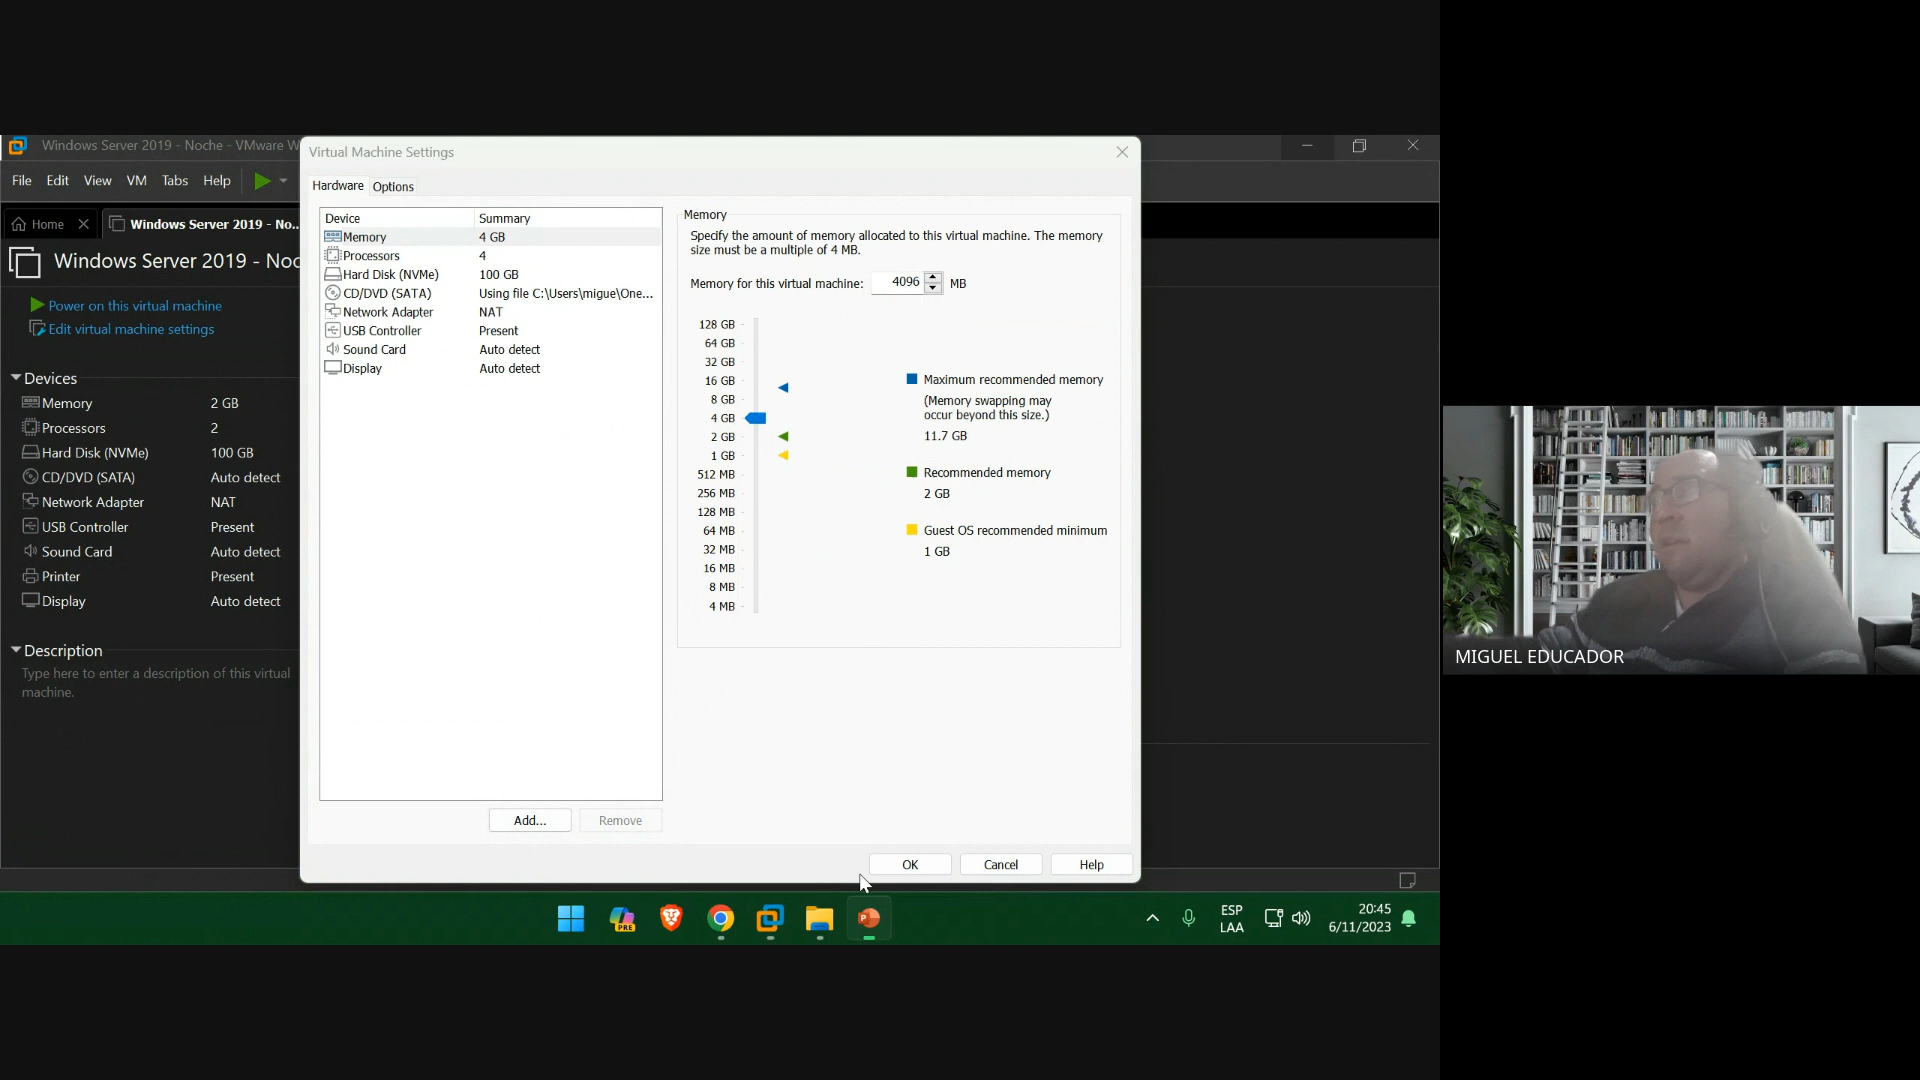 Windows Server 2019 - Noche - VMware W
File Edit View VM Tabs Help
Home
Windows Server 2019 - No...
Windows Server 2019 - Noc
Power on this virtual machine
Edit virtual machine settings
Devices
Memory 2 GB
Processors 2
Hard Disk (NVMe) 100 GB
CD/DVD (SATA) Auto detect
Network Adapter NAT
USB Controller Present
Sound Card Auto detect
Printer Present
Display Auto detect
Description
Type here to enter a description of this virtual
machine.
Virtual Machine Settings
Hardware Options
Device Summary
Memory 4 GB
Processors 4
Hard Disk (NVMe) 100 GB
CD/DVD (SATA) Using file C:\Users\migue\One...
Network Adapter NAT
USB Controller Present
Sound Card Auto detect
Display Auto detect
Add... Remove
Memory
Specify the amount of memory allocated to this virtual machine. The memory
size must be a multiple of 4 MB.
Memory for this virtual machine: 4096 MB
128 GB
64 GB
32 GB
16 GB
8 GB
4 GB
2 GB
1 GB
512 MB
256 MB
128 MB
64 MB
32 MB
16 MB
8 MB
4 MB
Maximum recommended memory
(Memory swapping may
occur beyond this size.)
11.7 GB
Recommended memory
2 GB
Guest OS recommended minimum
1 GB
OK Cancel Help
PRE
ESP
LAA
20:45
6/11/2023
MIGUEL EDUCADOR